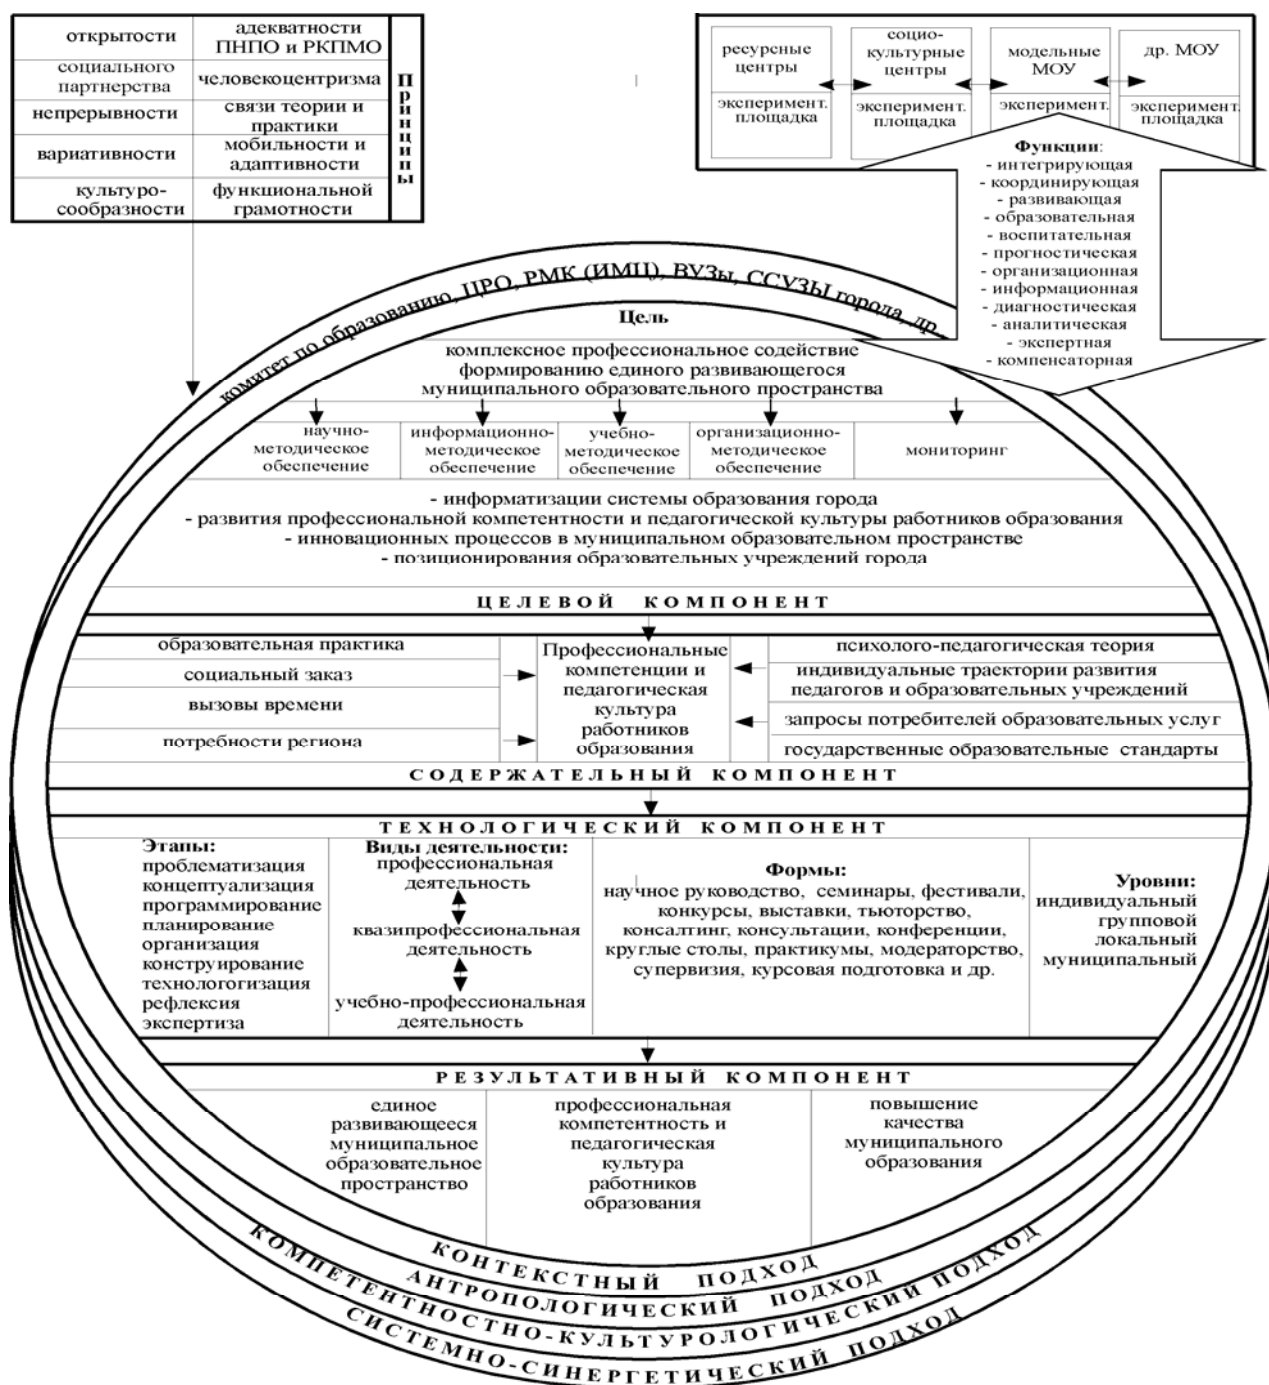 открытости
адекватности
ПНПО и РКПМО
социального
партнерства
человекоцентризма
непрерывности
связи теории и
практики
вариативности
мобильности и
адаптивности
культуро-
сообразности
функциональной
грамотности
Принципы
ресурсные
центры
социо-
культурные
центры
модельные
МОУ
др. МОУ
эксперимент.
площадка
эксперимент.
площадка
эксперимент.
эксперимент.
площадка
Функции:
- интегрирующая
- координирующая
- развивающая
- образовательная
- воспитательная
- прогностическая
- организационная
- информационная
- диагностическая
- аналитическая
- экспертная
- компенсаторная
комитет по образованию, ЦРО, РМК (ИМЦ), ВУЗы, ССУЗЫ города, др.
Цель
комплексное профессиональное содействие
формированию единого развивающегося
муниципального образовательного пространства
научно-
методическое
обеспечение
информационно-
методическое
обеспечение
учебно-
методическое
обеспечение
организационно-
методическое
обеспечение
мониторинг
- информатизации системы образования города
- развития профессиональной компетентности и педагогической культуры работников образования
- инновационных процессов в муниципальном образовательном пространстве
- позиционирования образовательных учреждений города
ЦЕЛЕВОЙ КОМПОНЕНТ
образовательная практика
социальный заказ
вызовы времени
потребности региона
Профессиональные
компетенции и
педагогическая
культура
работников
образования
психолого-педагогическая теория
индивидуальные траектории развития
педагогов и образовательных учреждений
запросы потребителей образовательных услуг
государственные образовательные стандарты
СОДЕРЖАТЕЛЬНЫЙ КОМПОНЕНТ
ТЕХНОЛОГИЧЕСКИЙ КОМПОНЕНТ
Этапы:
проблематизация
концептуализация
программирование
планирование
организация
конструирование
технологогизация
рефлексия
экспертиза
Виды деятельности:
профессиональная
деятельность
квазипрофессиональная
деятельность
учебно-профессиональная
деятельность
Формы:
научное руководство, семинары, фестивали,
конкурсы, выставки, тьюторство,
консалтинг, консультации, конференции,
круглые столы, практикумы, модераторство,
супервизия, курсовая подготовка и др.
Уровни:
индивидуальный
групповой
локальный
муниципальный
РЕЗУЛЬТАТИВНЫЙ КОМПОНЕНТ
единое
развивающееся
муниципальное
образовательное
пространство
профессиональная
компетентность и
педагогическая
культура
работников
образования
повышение
качества
муниципального
образования
КОНТЕКСТНЫЙ ПОДХОД
АНТРОПОЛОГИЧЕСКИЙ ПОДХОД
КОМПЕТЕНТНОСТНО-КУЛЬТУРОЛОГИЧЕСКИЙ ПОДХОД
СИСТЕМНО-СИНЕРГЕТИЧЕСКИЙ ПОДХОД